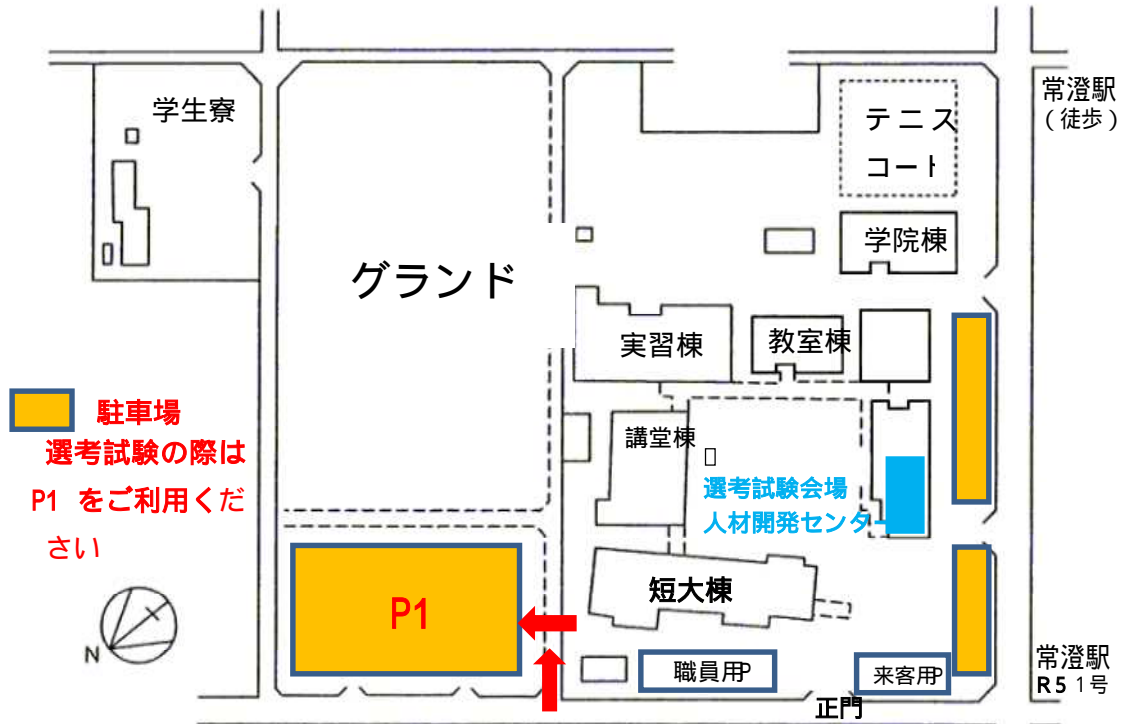 学生寮
テニス
コート
常澄駅
（徒歩）
学院棟
グランド
実習棟
教室棟
駐車場
選考試験の際は
P1 をご利用くだ
さい
講堂棟
選考試験会場
人材開発センター
P1
短大棟
N
職員用P
来客用P
正門
常澄駅
R51号